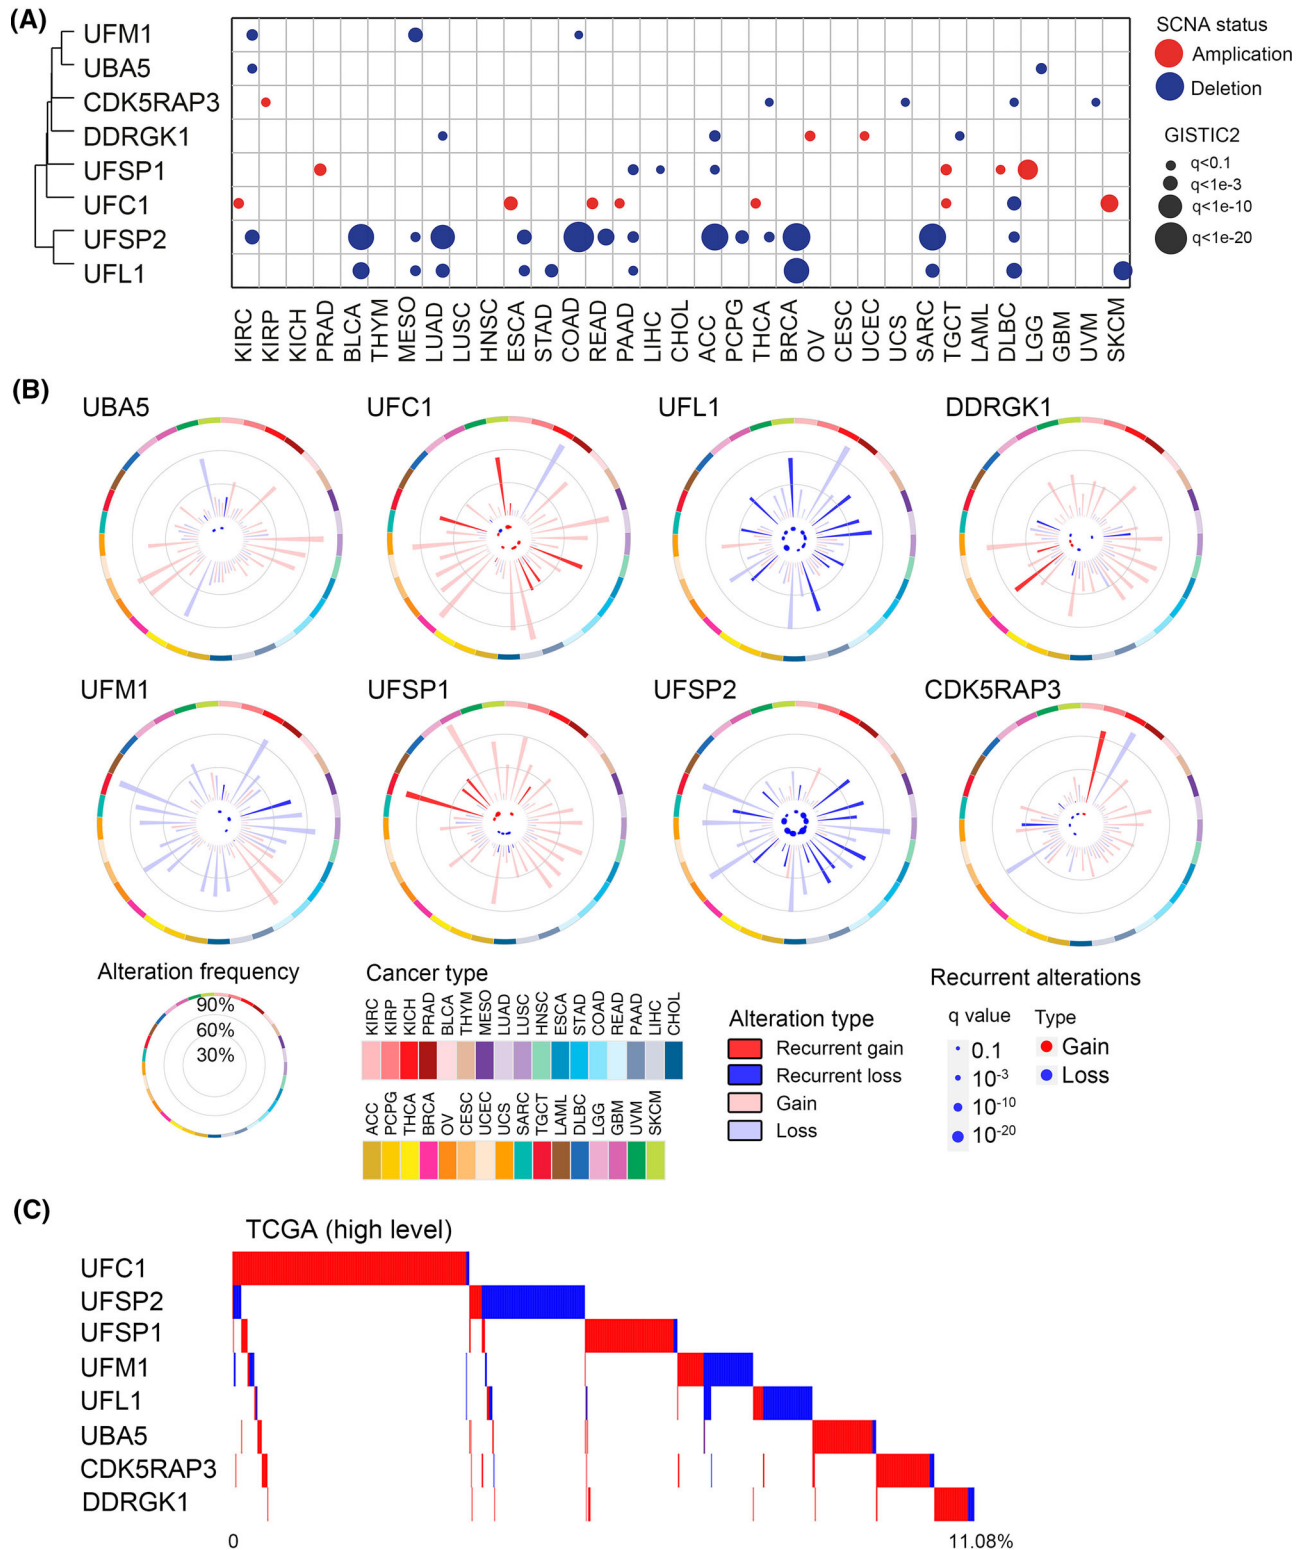 (A)
UFM1
UBA5
CDK5RAP3
DDRGK1
UFSP1
UFC1
UFSP2
UFL1
SCNA status
Amplication
Deletion
GISTIC2
q<0.1
q<1e-3
q<1e-10
q<1e-20
KIRC KIRP KICH PRAD BLCA THYM MESO LUAD LUSC HNSC ESCA STAD COAD READ PAAD LIHC CHOL ACC PCPG THCA BRCA OV CESC UCEC UCS SARC TGCT LAML DLBC LGG GBM UVM SKCM
(B)
UBA5 UFC1 UFL1 DDRGK1
UFM1 UFSP1 UFSP2 CDK5RAP3
Alteration frequency
90%
60%
30%
Cancer type
KIRC KIRP KICH PRAD BLCA THYM MESO LUAD LUSC HNSC ESCA STAD COAD READ PAAD LIHC CHOL
ACC PCPG THCA BRCA OV CESC UCEC UCS SARC TGCT LAML DLBC LGG GBM UVM SKCM
Alteration type
Recurrent gain
Recurrent loss
Gain
Loss
Recurrent alterations
q value Type
0.1
10-3
10-10
10-20
Gain
Loss
(C)
TCGA (high level)
UFC1
UFSP2
UFSP1
UFM1
UFL1
UBA5
CDK5RAP3
DDRGK1
0 11.08%